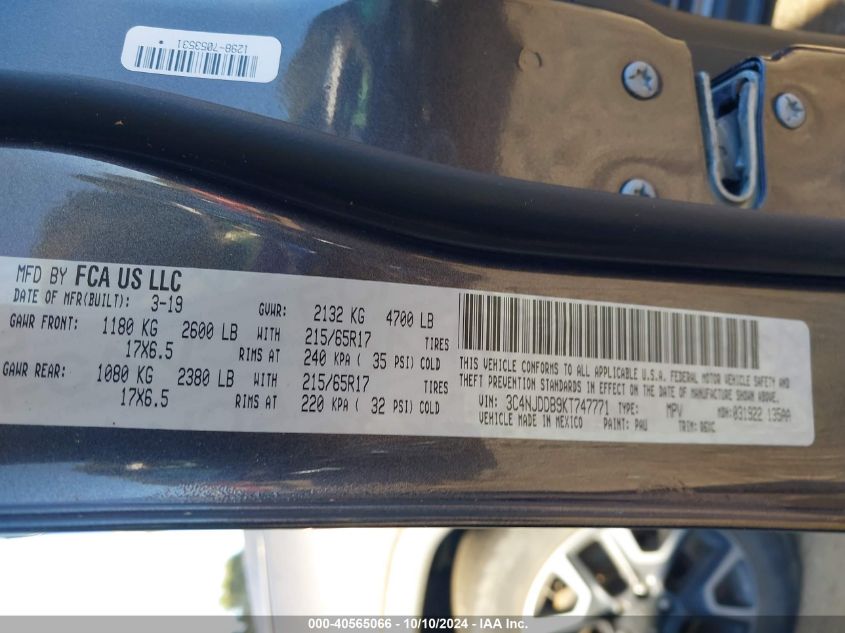 1298-7053531
MFD BY FCA US LLC
DATE OF MFR(BUILT): 3-19 GVWR: 2132 KG 4700 LB
GAWR FRONT: 1180 KG 2600 LB WITH 215/65R17 TIRES
17X6.5 RIMS AT 240 KPA ( 35 PSI) COLD
GAWR REAR: 1080 KG 2380 LB WITH 215/65R17 TIRES
17X6.5 RIMS AT 220 KPA ( 32 PSI) COLD
THIS VEHICLE CONFORMS TO ALL APPLICABLE U.S.A. FEDERAL MOTOR VEHICLE SAFETY AND
THEFT PREVENTION STANDARDS IN EFFECT ON THE DATE OF MANUFACTURE SHOWN ABOVE.
VIN: 3C4NJDDB9KT747771 TYPE: MPV MDH: 031922 135AA
VEHICLE MADE IN MEXICO PAINT: PAU TRIM: B6XC
000-40565066 - 10/10/2024 - IAA Inc.